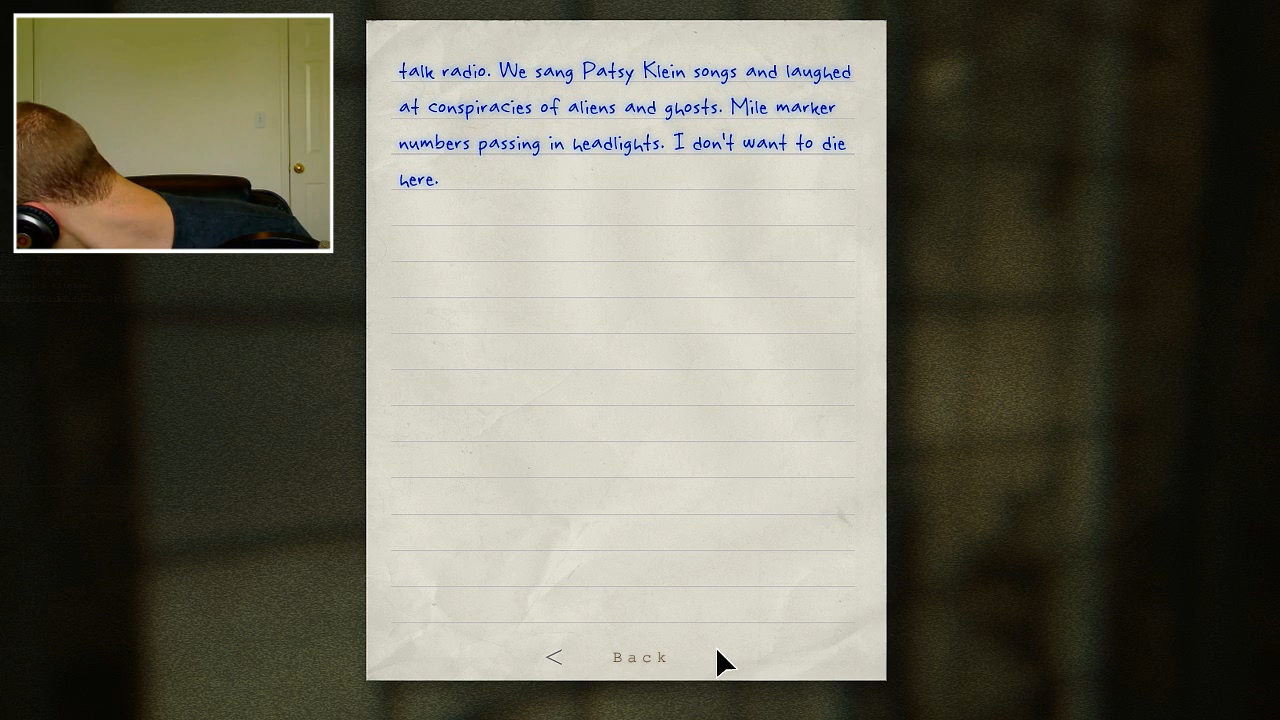 talk radio. We sang Patsy Klein songs and laughed
at conspiracies of aliens and ghosts. Mile marker
numbers passing in headlights. I don't want to die
here.
< Back